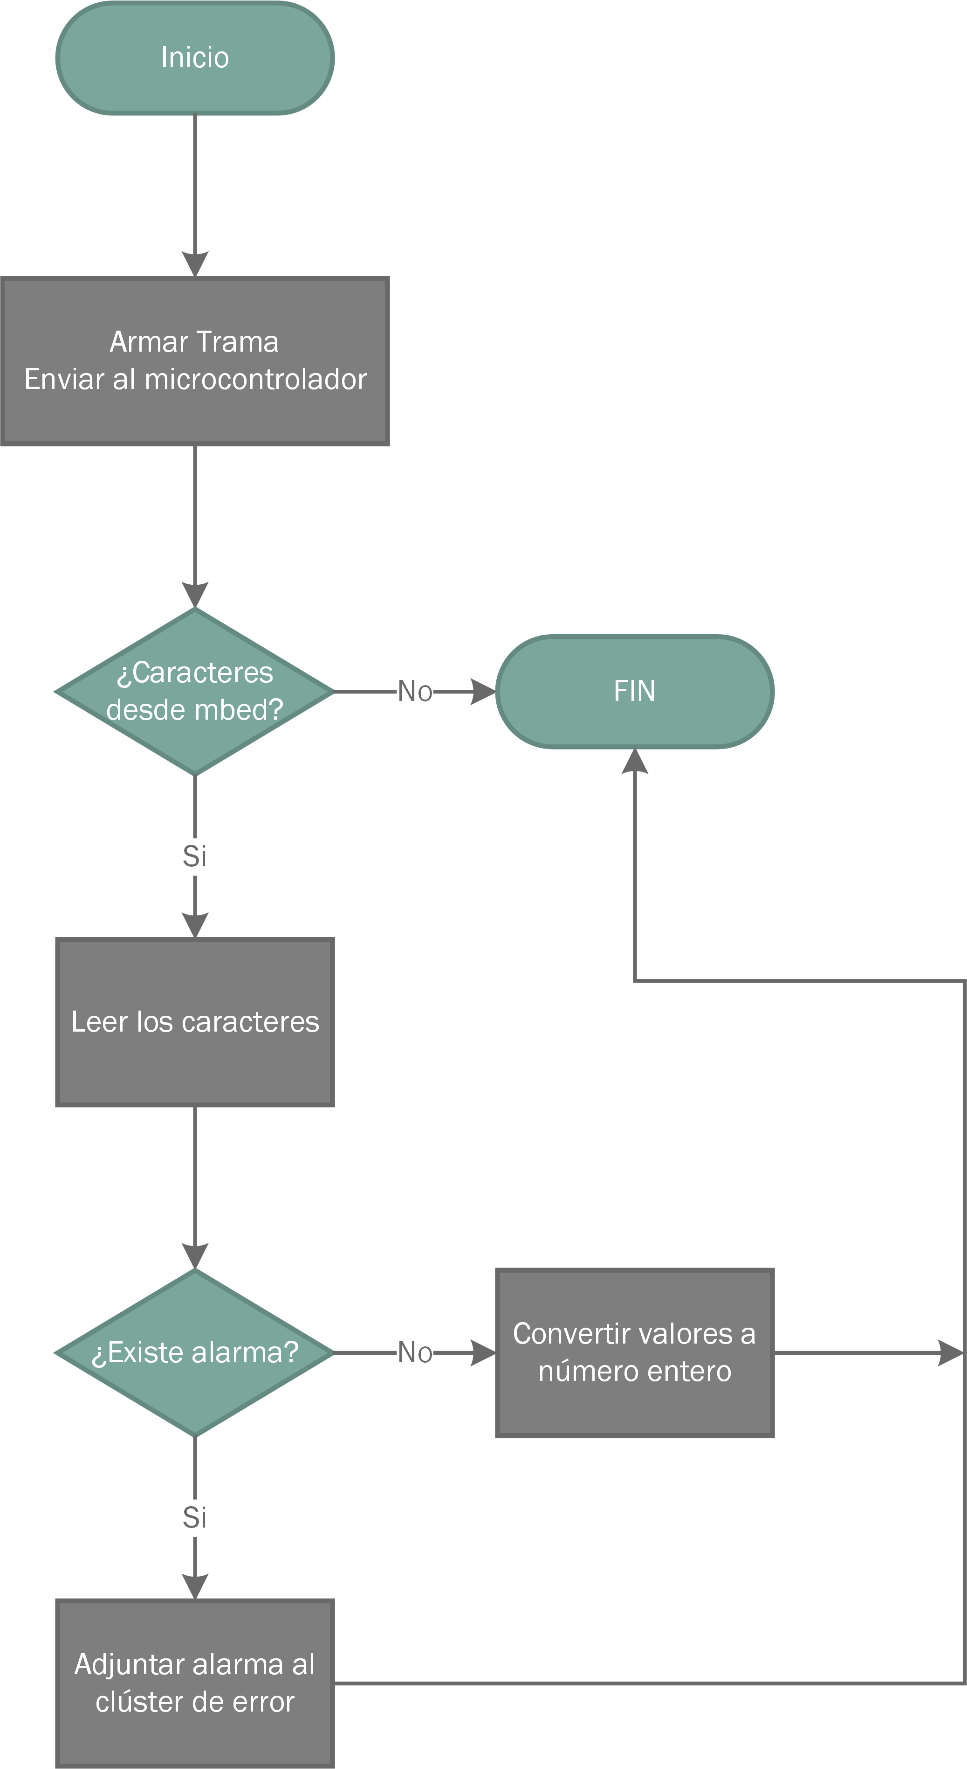 Inicio
Armar Trama
Enviar al microcontrolador
¿Caracteres
desde mbed?
No
FIN
Si
Leer los caracteres
¿Existe alarma?
No
Convertir valores a
número entero
Si
Adjuntar alarma al
clúster de error